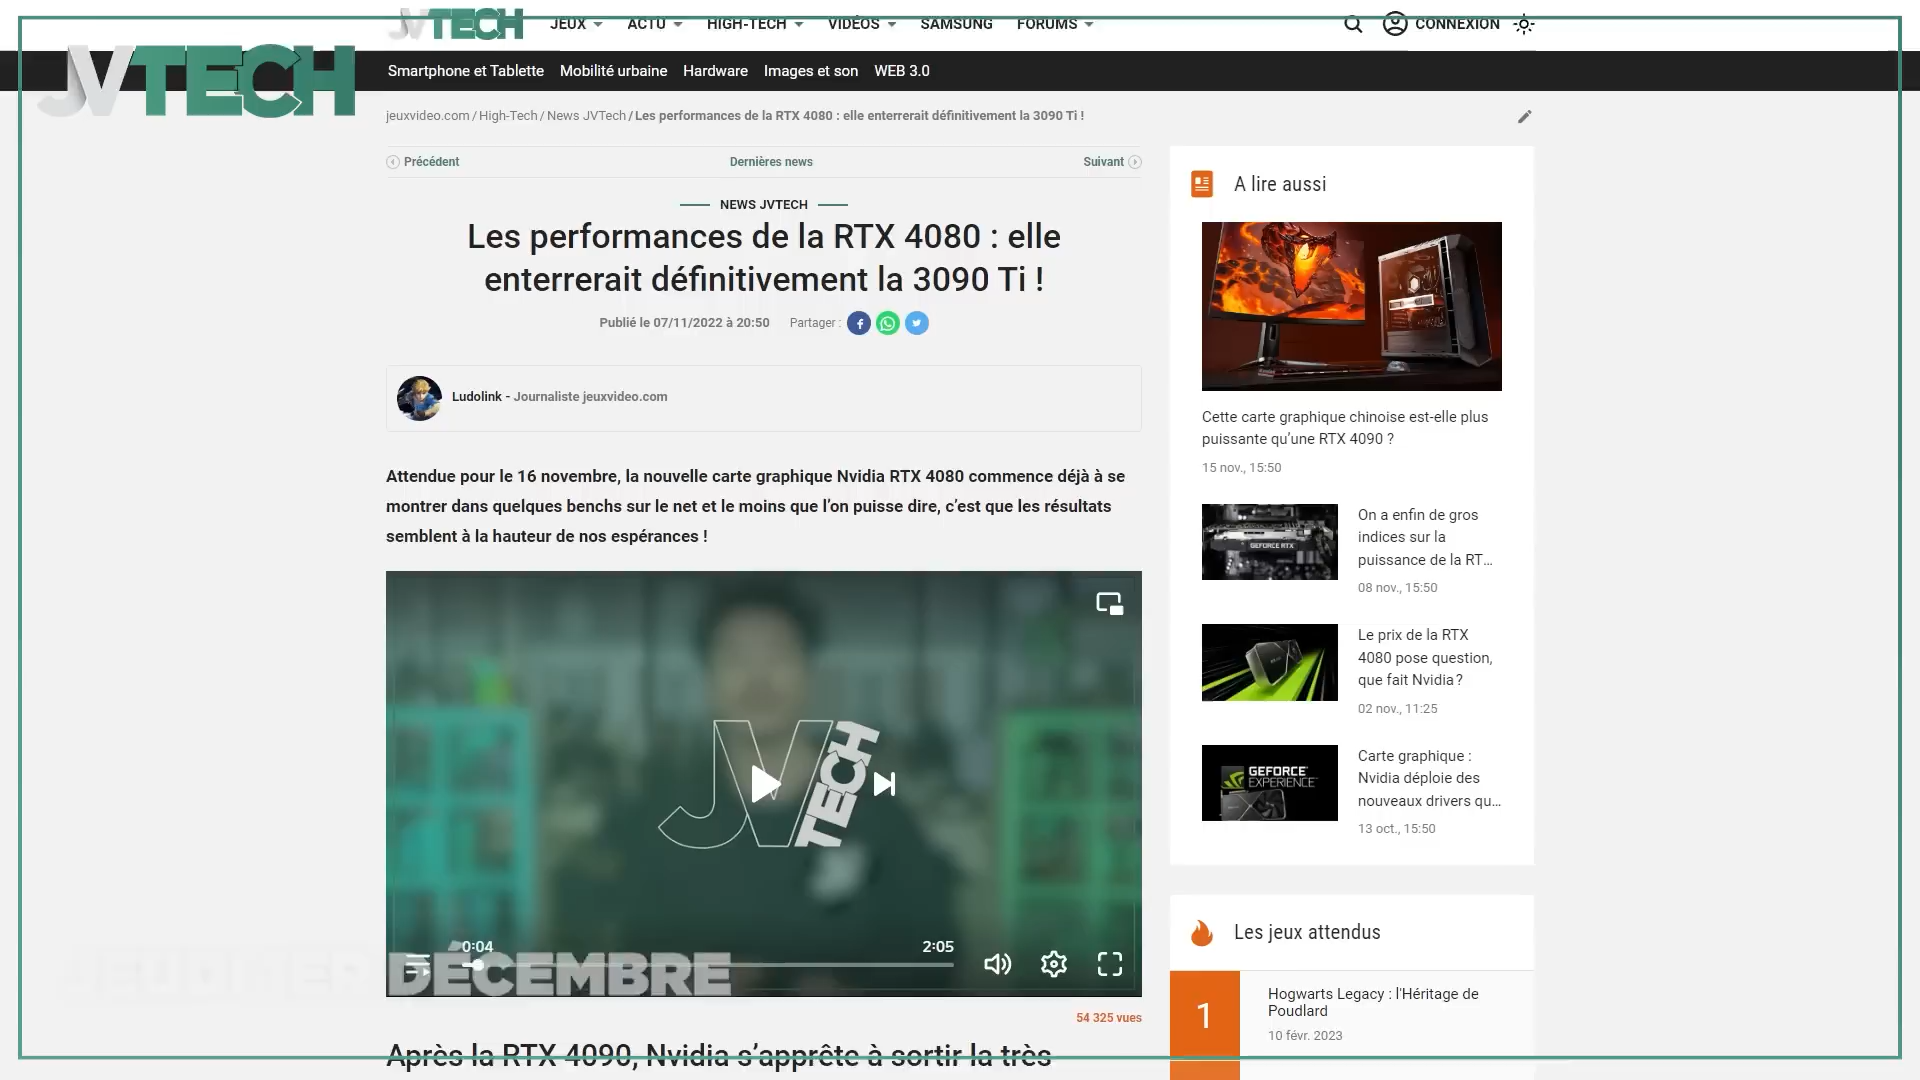 JVTECH
JEUX
ACTU
HIGH-TECH
VIDÉOS
SAMSUNG
FORUMS
CONNEXION
JVTECH
Smartphone et Tablette
Mobilité urbaine
Hardware
Images et son
WEB 3.0
jeuxvideo.com / High-Tech / News JVTech / Les performances de la RTX 4080 : elle enterrerait définitivement la 3090 Ti !
Précédent
Dernières news
Suivant
NEWS JVTECH
Les performances de la RTX 4080 : elle
enterrerait définitivement la 3090 Ti !
Publié le 07/11/2022 à 20:50
Partager :
Ludolink - Journaliste jeuxvideo.com
Attendue pour le 16 novembre, la nouvelle carte graphique Nvidia RTX 4080 commence déjà à se
montrer dans quelques benchs sur le net et le moins que l’on puisse dire, c’est que les résultats
semblent à la hauteur de nos espérances !
JV
TECH
0:04
2:05
DÉCEMBRE
54 325 vues
Après la RTX 4090, Nvidia s’apprête à sortir la très
A lire aussi
Cette carte graphique chinoise est-elle plus
puissante qu’une RTX 4090 ?
15 nov., 15:50
GEFORCE RTX
On a enfin de gros
indices sur la
puissance de la RT...
08 nov., 15:50
Le prix de la RTX
4080 pose question,
que fait Nvidia ?
02 nov., 11:25
GEFORCE
EXPERIENCE
Carte graphique :
Nvidia déploie des
nouveaux drivers qu...
13 oct., 15:50
Les jeux attendus
1
Hogwarts Legacy : l'Héritage de
Poudlard
10 févr. 2023